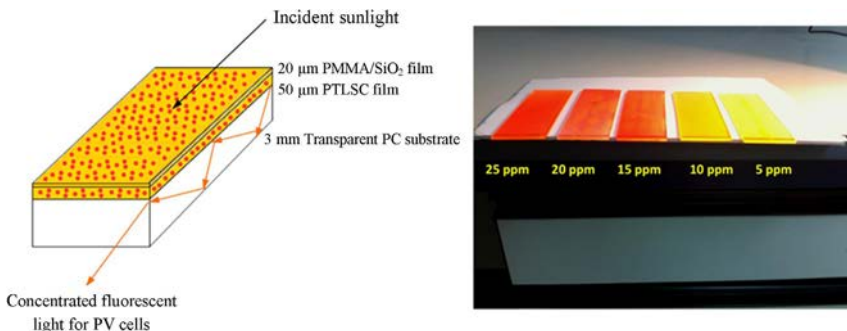 Incident sunlight
20 μm PMMA/SiO₂ film
50 μm PTLSC film
3 mm Transparent PC substrate
Concentrated fluorescent
light for PV cells
25 ppm 20 ppm 15 ppm 10 ppm 5 ppm